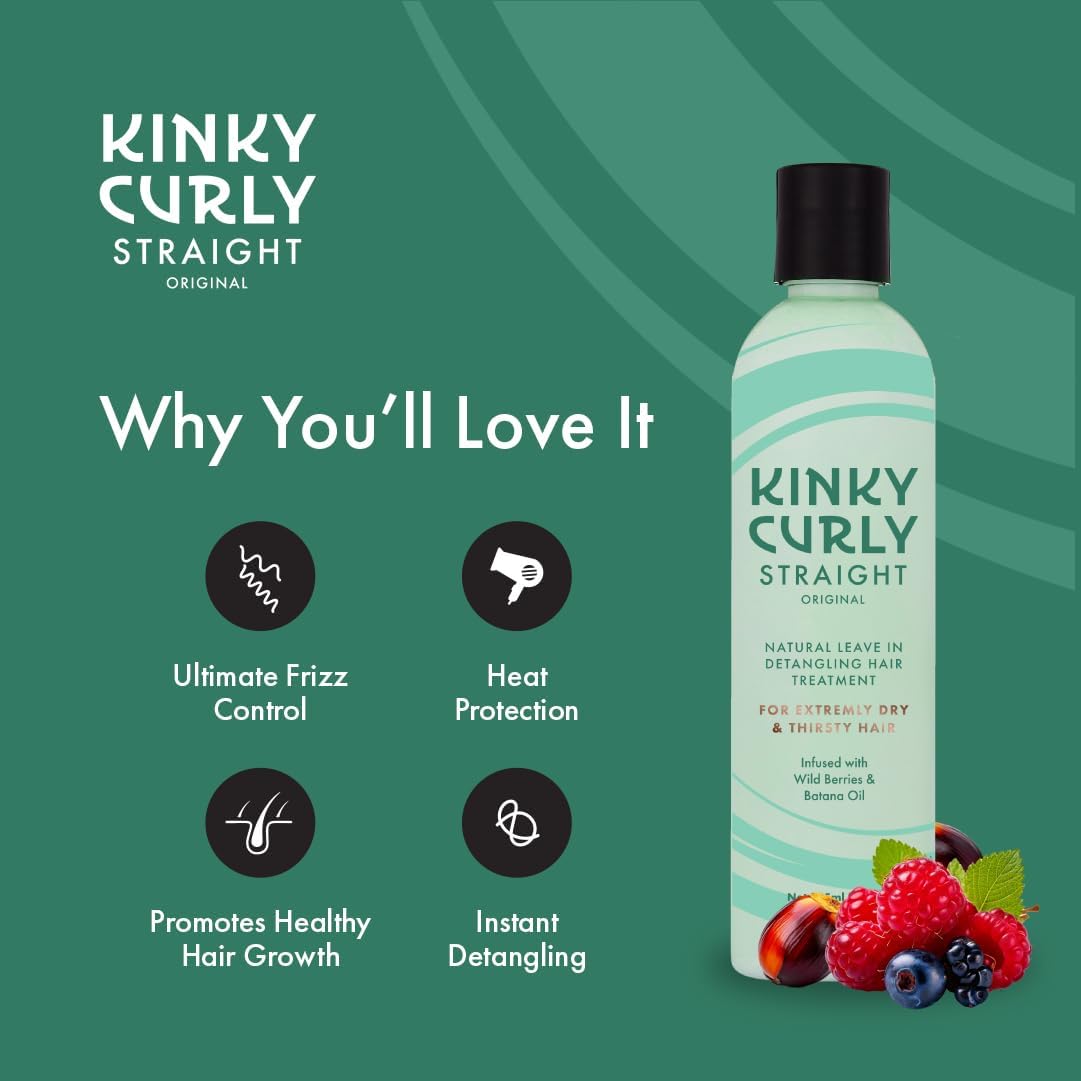 KINKY
CURLY
STRAIGHT
ORIGINAL
Why You'll Love It
Ultimate Frizz
Control
Heat
Protection
Promotes Healthy
Hair Growth
Instant
Detangling
KINKY
CURLY
STRAIGHT
ORIGINAL
NATURAL LEAVE IN
DETANGLING HAIR
TREATMENT
FOR EXTREMLY DRY
& THIRSTY HAIR
Infused with
Wild Berries &
Batana Oil